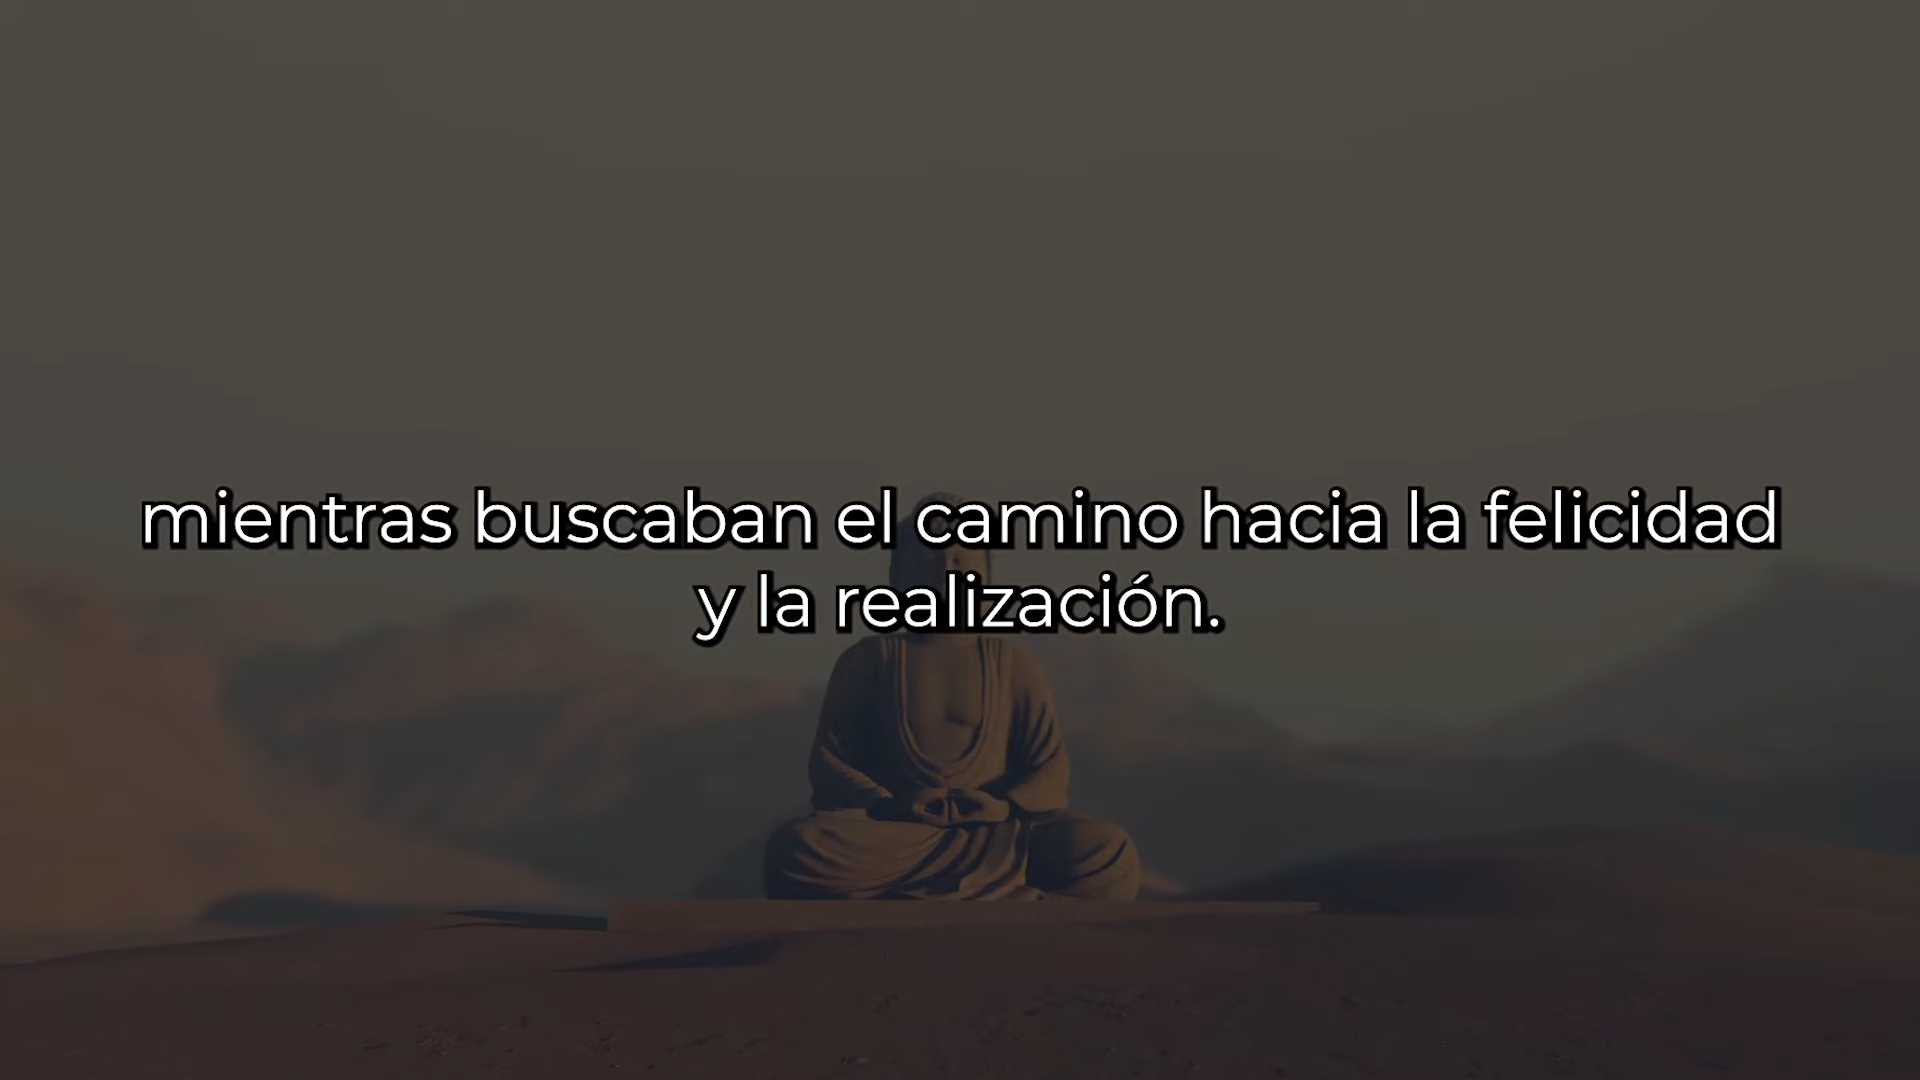 mientras buscaban el camino hacia la felicidad
y la realización.